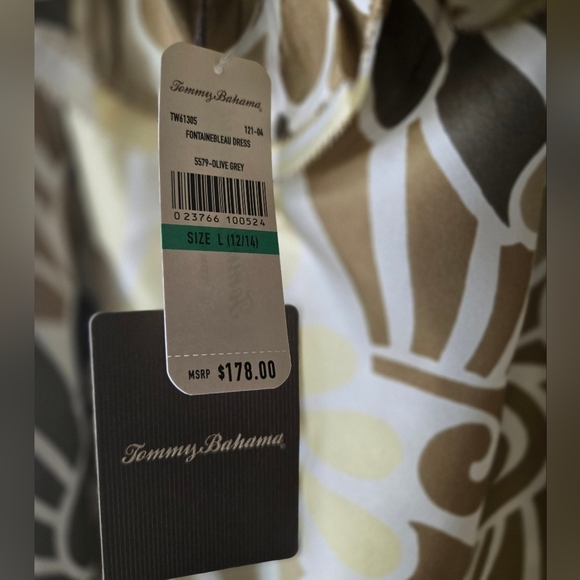 Tommy Bahama
TW61305 121-04
FONTAINEBLEAU DRESS
5579-OLIVE GREY
0 23766 100524
SIZE L (12/14)
MSRP $178.00
Tommy Bahama